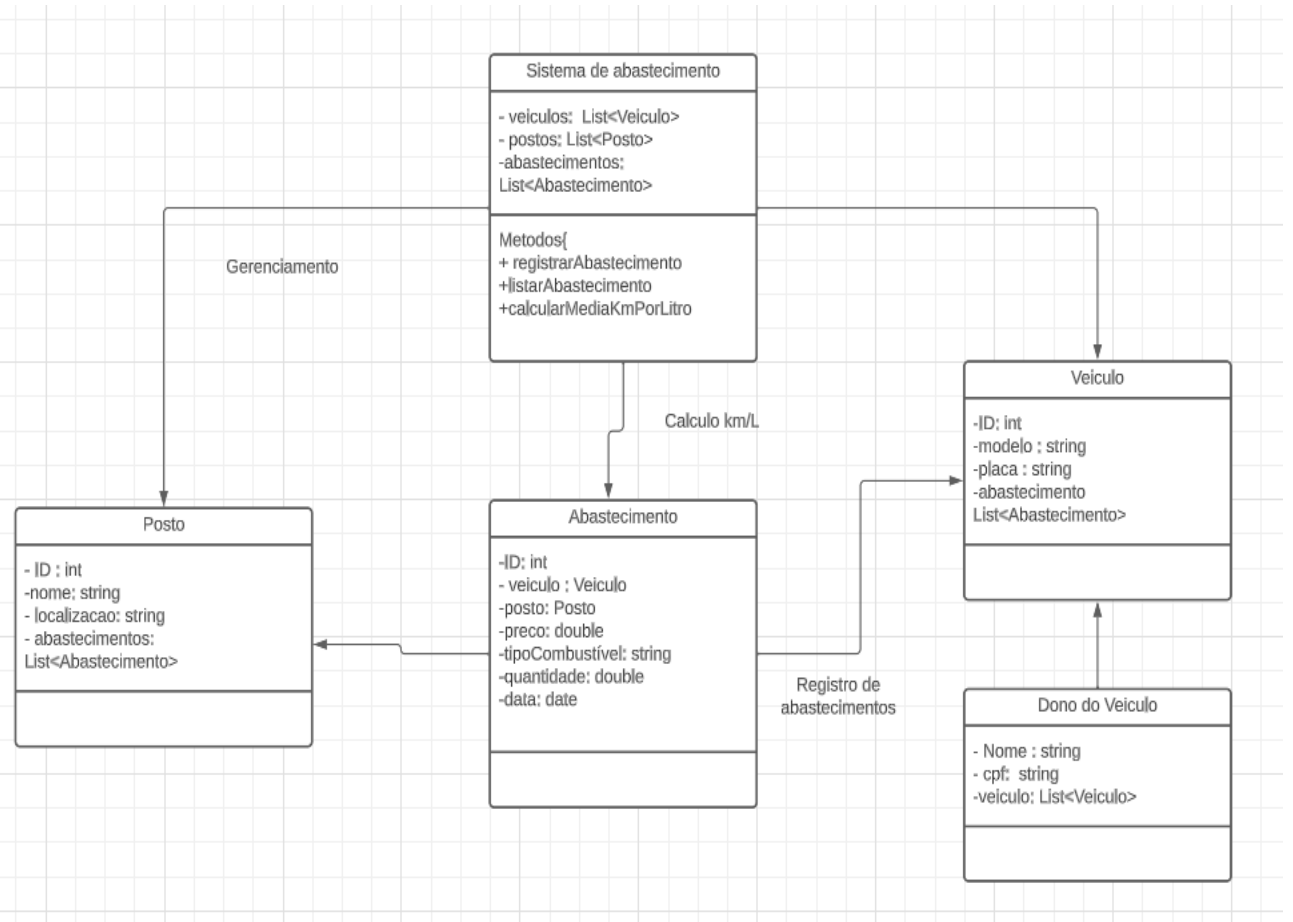 Sistema de abastecimento
- veiculos: List<Veiculo>
- postos: List<Posto>
-abastecimentos:
List<Abastecimento>
Metodos{
+ registrarAbastecimento
+listarAbastecimento
+calcularMediaKmPorLitro
Gerenciamento
Calculo km/L
Veiculo
-ID: int
-modelo : string
-placa : string
-abastecimento
List<Abastecimento>
Posto
- ID : int
-nome: string
- localizacao: string
- abastecimentos:
List<Abastecimento>
Abastecimento
-ID: int
- veiculo : Veiculo
-posto: Posto
-preco: double
-tipoCombustível: string
-quantidade: double
-data: date
Registro de
abastecimentos
Dono do Veiculo
- Nome : string
- cpf: string
-veiculo: List<Veiculo>